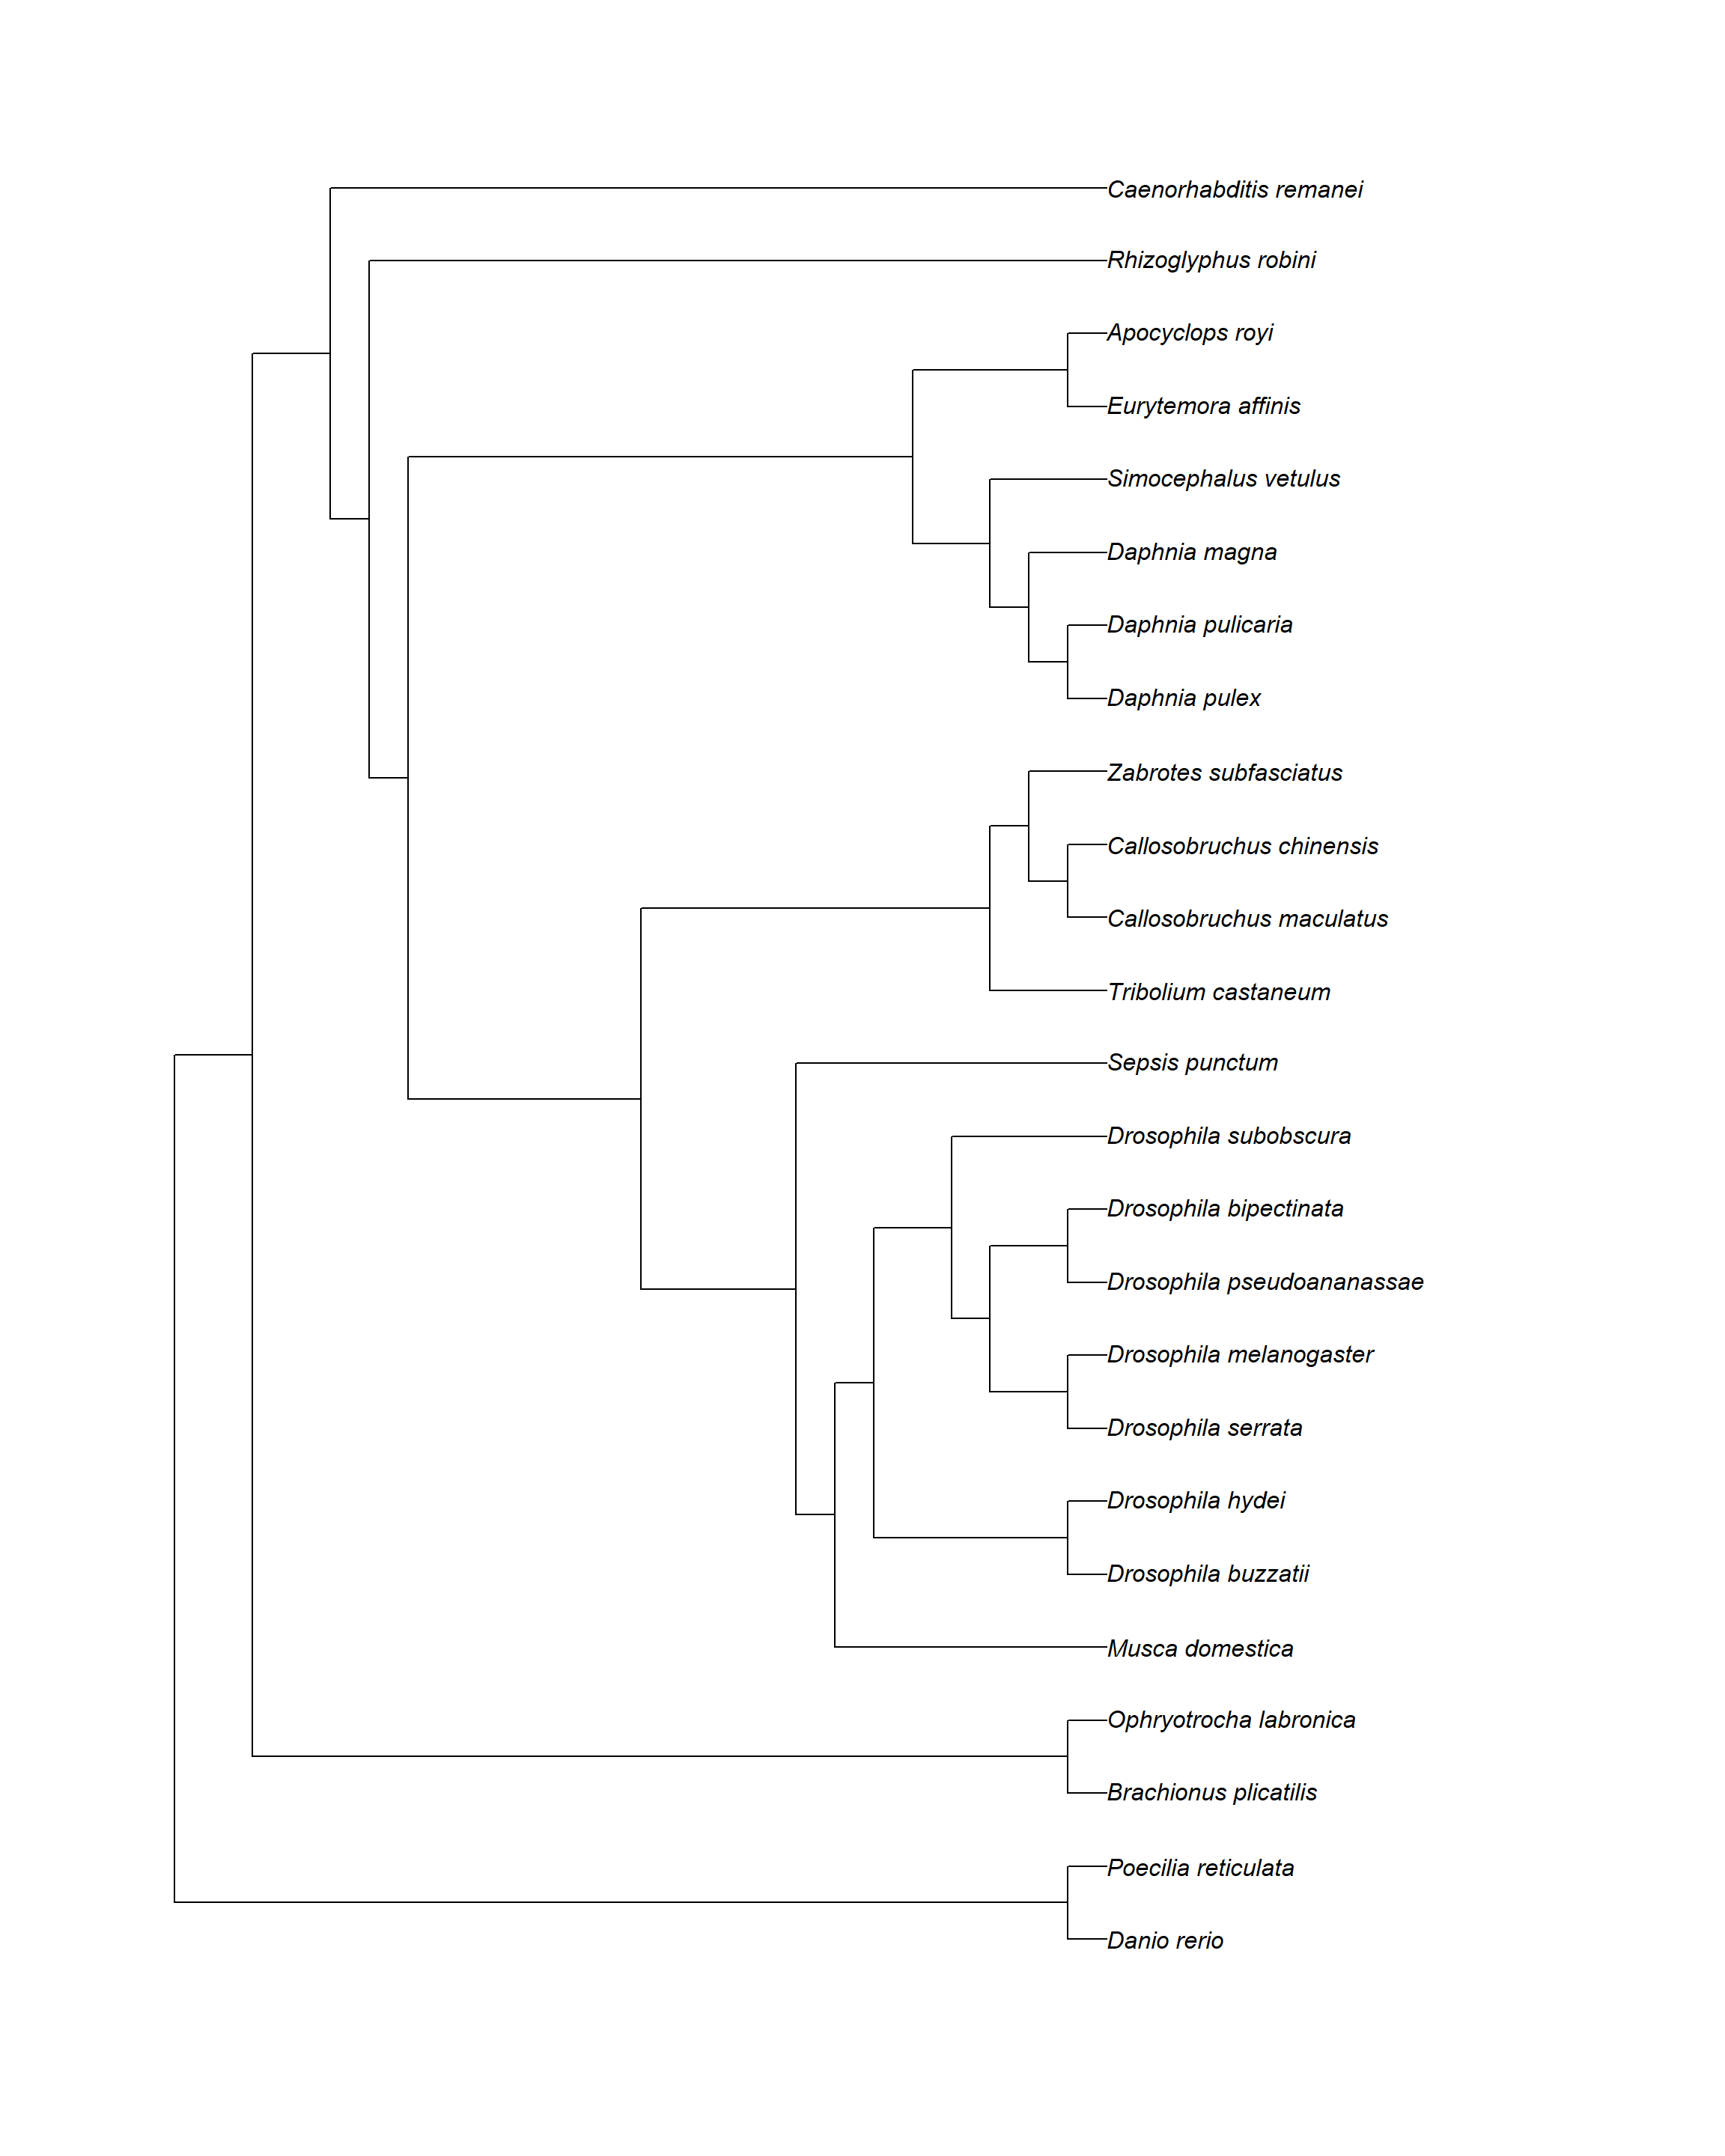 Caenorhabditis remanei
Rhizoglyphus robini
Apocyclops royi
Eurytemora affinis
Simocephalus vetulus
Daphnia magna
Daphnia pulicaria
Daphnia pulex
Zabrotes subfasciatus
Callosobruchus chinensis
Callosobruchus maculatus
Tribolium castaneum
Sepsis punctum
Drosophila subobscura
Drosophila bipectinata
Drosophila pseudoananassae
Drosophila melanogaster
Drosophila serrata
Drosophila hydei
Drosophila buzzatii
Musca domestica
Ophryotrocha labronica
Brachionus plicatilis
Poecilia reticulata
Danio rerio